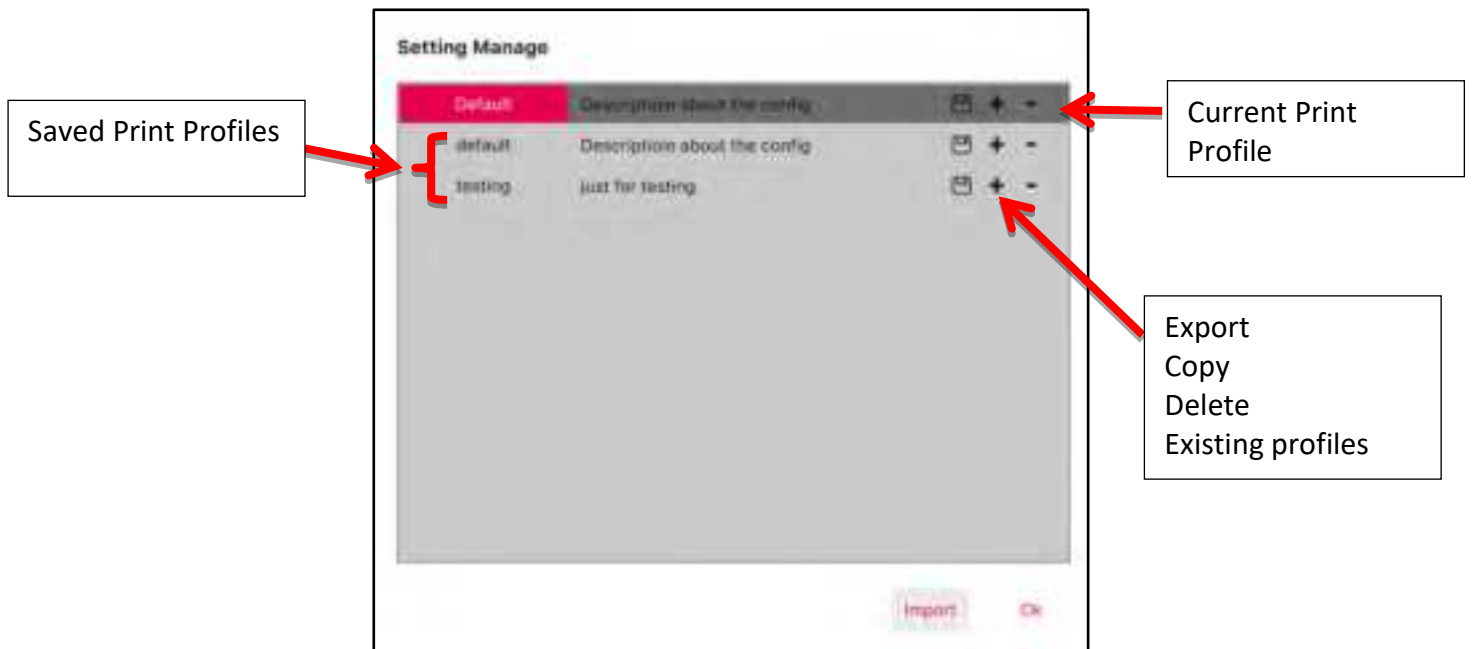 Setting Manage
Saved Print Profiles
Default Description about the config + -
default Description about the config + -
testing just for testing + -
Current Print
Profile
Export
Copy
Delete
Existing profiles
Import Ok